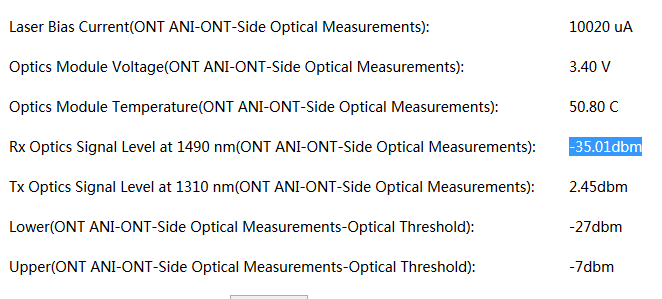 Laser Bias Current(ONT ANI-ONT-Side Optical Measurements): 10020 uA
Optics Module Voltage(ONT ANI-ONT-Side Optical Measurements): 3.40 V
Optics Module Temperature(ONT ANI-ONT-Side Optical Measurements): 50.80 C
Rx Optics Signal Level at 1490 nm(ONT ANI-ONT-Side Optical Measurements): -35.01dbm
Tx Optics Signal Level at 1310 nm(ONT ANI-ONT-Side Optical Measurements): 2.45dbm
Lower(ONT ANI-ONT-Side Optical Measurements-Optical Threshold): -27dbm
Upper(ONT ANI-ONT-Side Optical Measurements-Optical Threshold): -7dbm